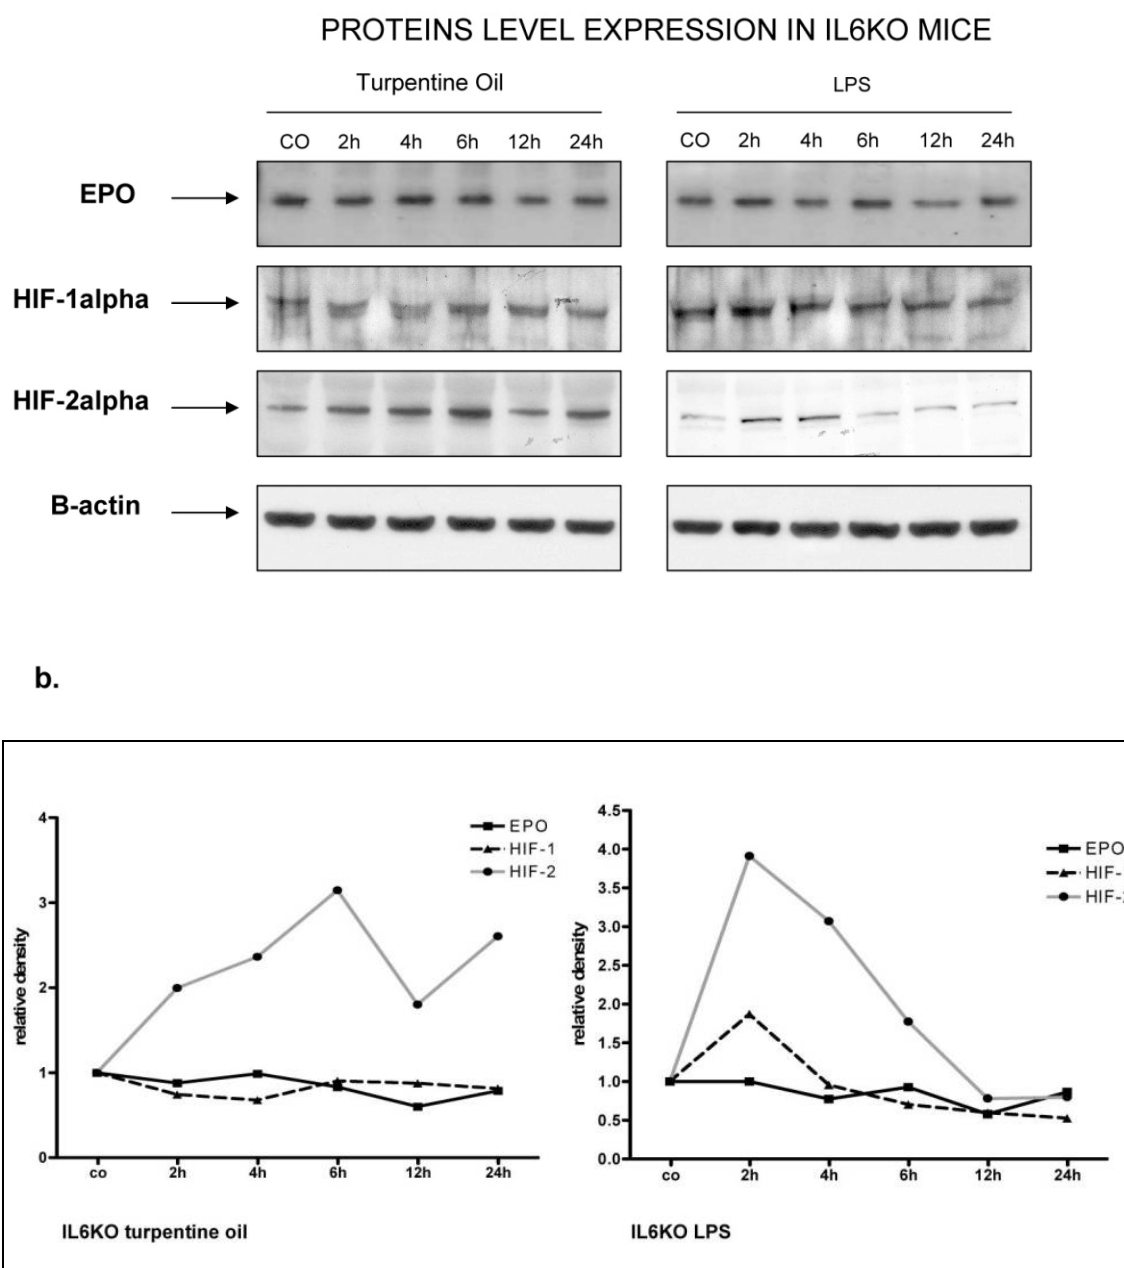 PROTEINS LEVEL EXPRESSION IN IL6KO MICE
Turpentine Oil
LPS
CO 2h 4h 6h 12h 24h
CO 2h 4h 6h 12h 24h
EPO
HIF-1alpha
HIF-2alpha
B-actin
b.
4
3
2
1
0
relative density
EPO
HIF-1
HIF-2
co 2h 4h 6h 12h 24h
IL6KO turpentine oil
4.5
4.0
3.5
3.0
2.5
2.0
1.5
1.0
0.5
0.0
relative density
EPO
HIF-
HIF-
co 2h 4h 6h 12h 24h
IL6KO LPS